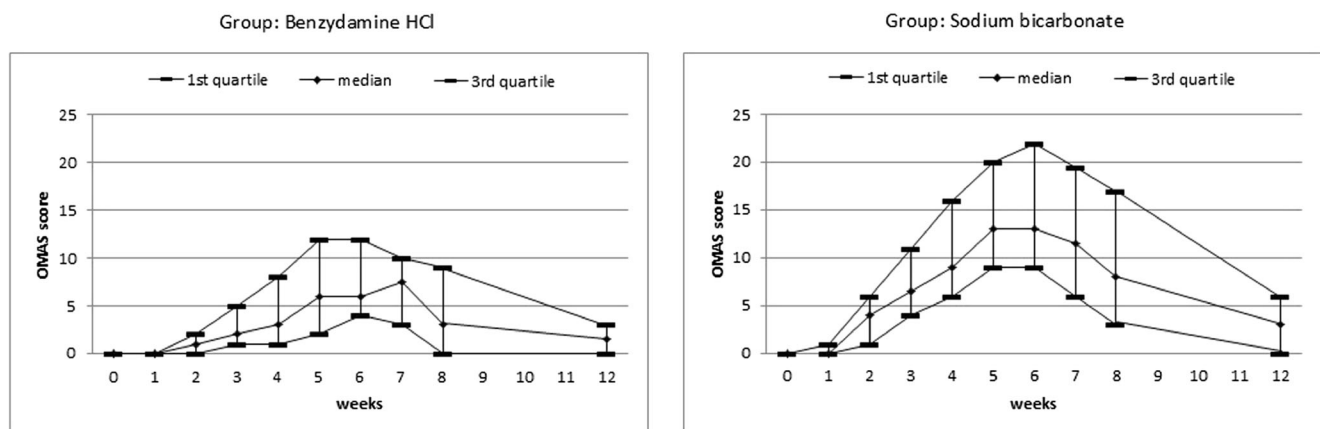 Group: Benzydamine HCl
1st quartile median 3rd quartile
25
20
15
10
5
0
OMAS score
0 1 2 3 4 5 6 7 8 9 10 11 12
weeks
Group: Sodium bicarbonate
1st quartile median 3rd quartile
25
20
15
10
5
0
OMAS score
0 1 2 3 4 5 6 7 8 9 10 11 12
weeks